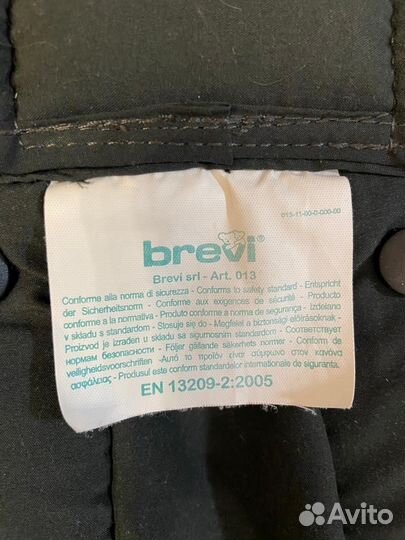 013-11-00-0-000-00
brevi®
Brevi srl - Art. 013
Conforme alla norma di sicurezza - Conforms to safety standard - Entspricht
der Sicherheitsnorm - Conforme aux exigences de sécurité - Producto
conforme a la normativa - Produto conforme a norma de segurança - Izdelano
v skladu s standardom - Stosuje się do - Megfelel a biztonsági előírásoknak -
Proizvod je izrađen u skladu sa sigurnosnim standardom - Соответствует
нормам безопасности - Följer gällande säkerhets normer - Conform de
veiligheidsvoorschriften -Αυτό το προϊόν είναι σύμφωνο στον κανόνα
ασφάλειας - Produsul este conform standardelor internationale de siguranta.
EN 13209-2:2005
Avito